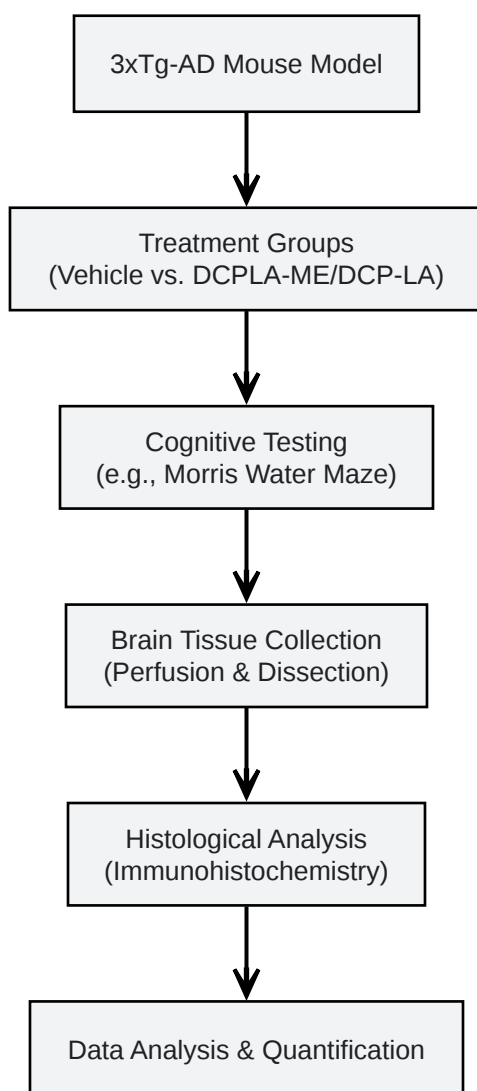 3xTg-AD Mouse Model
Treatment Groups
(Vehicle vs. DCPLA-ME/DCP-LA)
Cognitive Testing
(e.g., Morris Water Maze)
Brain Tissue Collection
(Perfusion & Dissection)
Histological Analysis
(Immunohistochemistry)
Data Analysis & Quantification